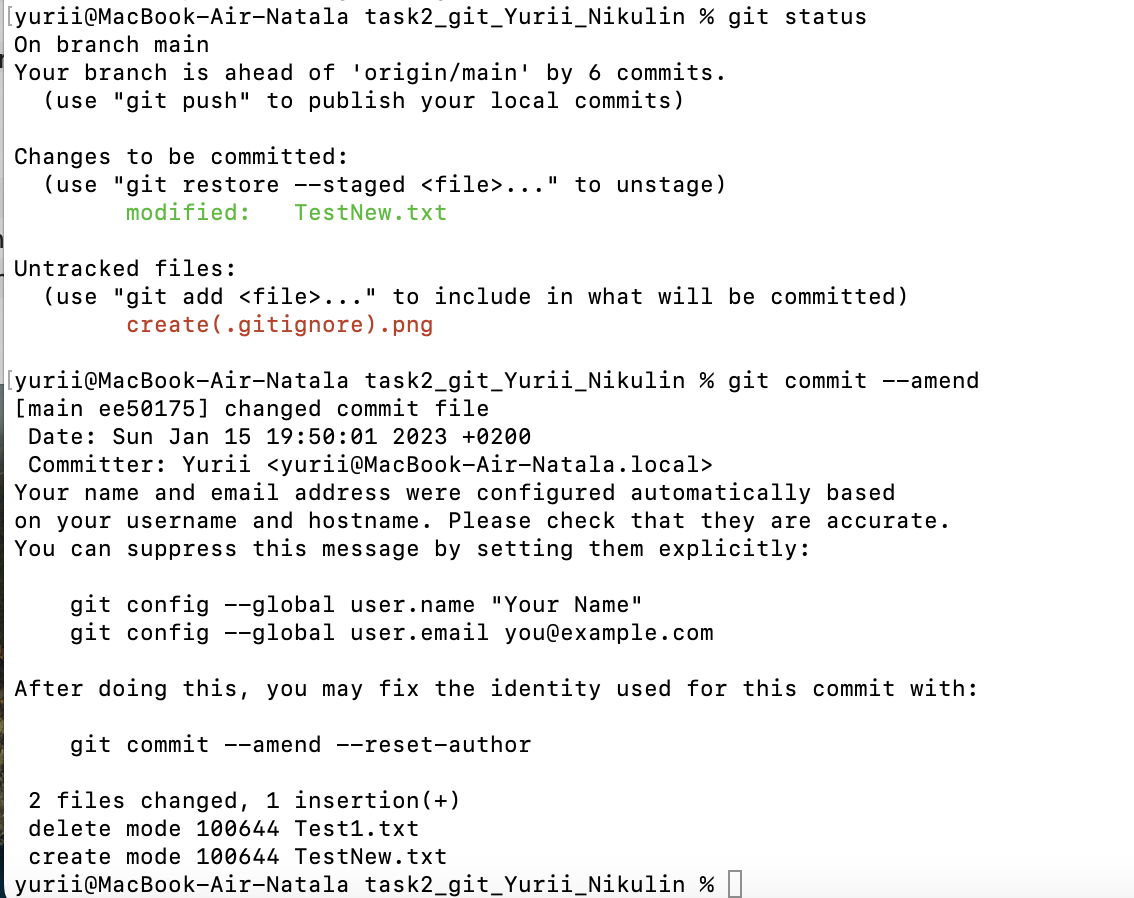 [yurii@MacBook-Air-Natala task2_git_Yurii_Nikulin % git status
On branch main
Your branch is ahead of 'origin/main' by 6 commits.
  (use "git push" to publish your local commits)

Changes to be committed:
  (use "git restore --staged <file>..." to unstage)
        modified:   TestNew.txt

Untracked files:
  (use "git add <file>..." to include in what will be committed)
        create(.gitignore).png

[yurii@MacBook-Air-Natala task2_git_Yurii_Nikulin % git commit --amend
[main ee50175] changed commit file
 Date: Sun Jan 15 19:50:01 2023 +0200
 Committer: Yurii <yurii@MacBook-Air-Natala.local>
Your name and email address were configured automatically based
on your username and hostname. Please check that they are accurate.
You can suppress this message by setting them explicitly:

    git config --global user.name "Your Name"
    git config --global user.email you@example.com

After doing this, you may fix the identity used for this commit with:

    git commit --amend --reset-author

 2 files changed, 1 insertion(+)
 delete mode 100644 Test1.txt
 create mode 100644 TestNew.txt
yurii@MacBook-Air-Natala task2_git_Yurii_Nikulin %